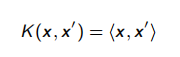 K(x, x′) = ⟨x, x′⟩